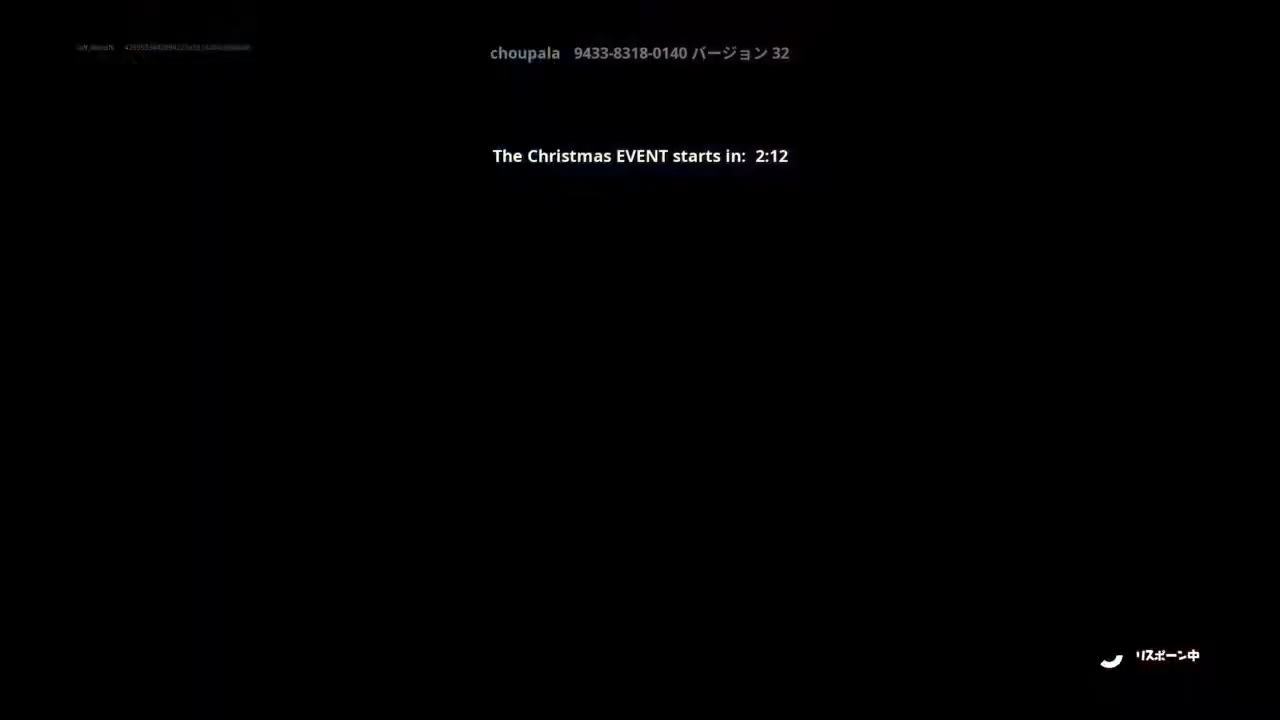 choupala 9433-8318-0140 バージョン 32
The Christmas EVENT starts in: 2:12
リスポーン中